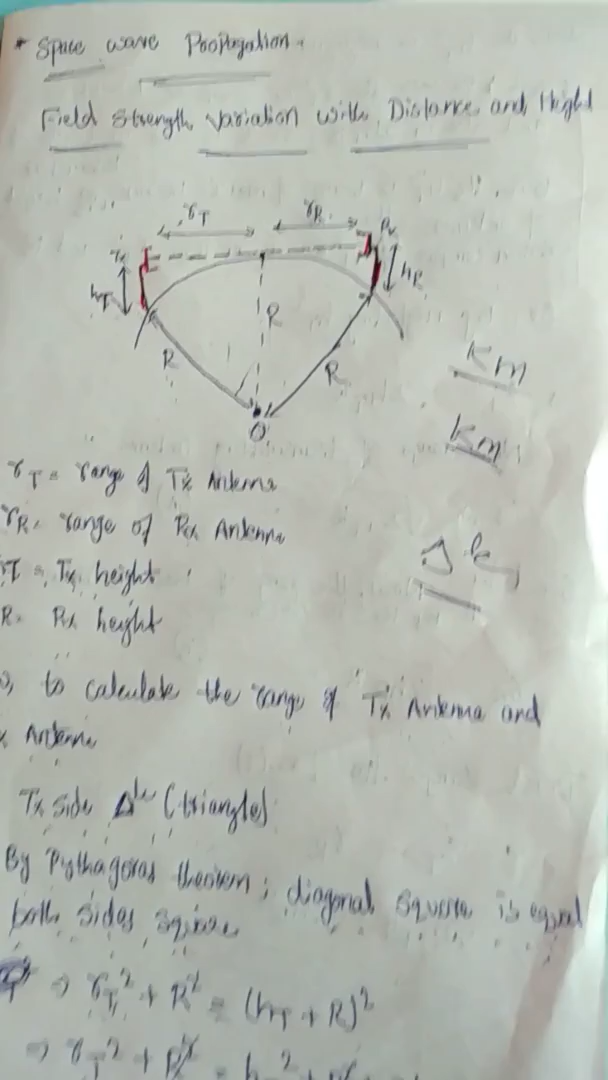 * Space wave Propagation.
Field Strength Variation with Distance and Height
rT
rR
Tx
Rx
hT
hR
R
R
R
O
Km
Km
rT = range of Tx Antenna
rR = range of Rx Antenna
T = Tx height
R = Rx height
to calculate the range of Tx Antenna and
Antenna
Tx side Δle (triangle)
By Pythagoras theorem; diagonal square is equal
both sides square
⇒ rT² + R² = (hT + R)²
⇒ rT² + R² =